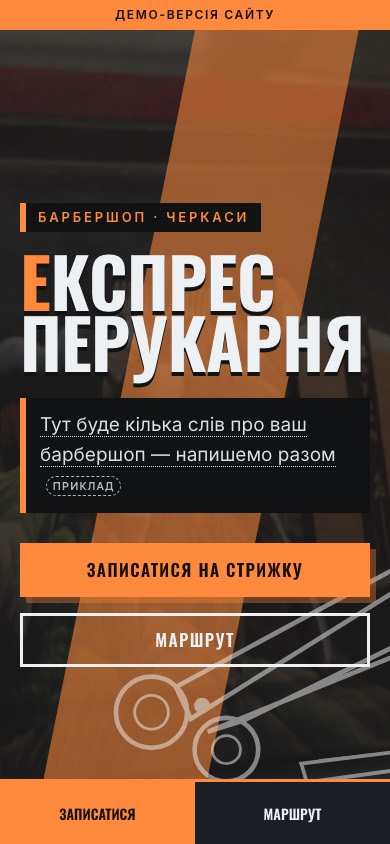 ДЕМО-ВЕРСІЯ САЙТУ
БАРБЕРШОП · ЧЕРКАСИ
ЕКСПРЕС
ПЕРУКАРНЯ
Тут буде кілька слів про ваш
барбершоп — напишемо разом
ПРИКЛАД
ЗАПИСАТИСЯ НА СТРИЖКУ
МАРШРУТ
ЗАПИСАТИСЯ
МАРШРУТ